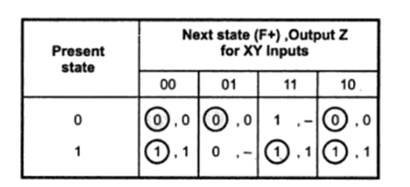 Present state
Next state (F+) ,Output Z for XY Inputs
00 01 11 10
0 0 , 0 0 , 0 1 , – 0 , 0
1 1 , 1 0 , – 1 , 1 1 , 1